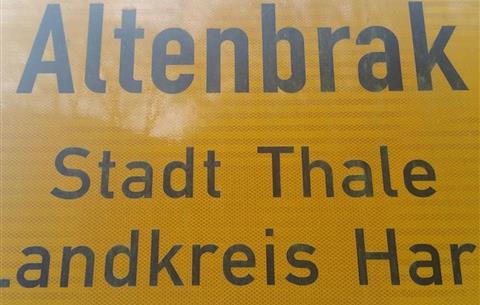 Altenbrak
Stadt Thale
Landkreis Har